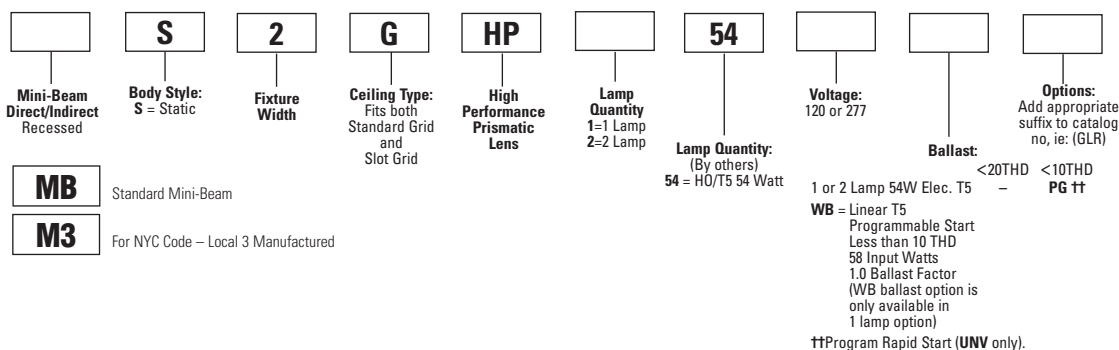 S 2 G HP 54
Mini-Beam
Direct/Indirect
Recessed
Body Style:
S = Static
Fixture
Width
Ceiling Type:
Fits both
Standard Grid
and
Slot Grid
High
Performance
Prismatic
Lens
Lamp
Quantity
1=1 Lamp
2=2 Lamp
Lamp Quantity:
(By others)
54 = HO/T5 54 Watt
Voltage:
120 or 277
Ballast:
<20THD <10THD
1 or 2 Lamp 54W Elec. T5 – PG ††
WB = Linear T5
Programmable Start
Less than 10 THD
58 Input Watts
1.0 Ballast Factor
(WB ballast option is
only available in
1 lamp option)
††Program Rapid Start (UNV only).
Options:
Add appropriate
suffix to catalog
no, ie: (GLR)
MB Standard Mini-Beam
M3 For NYC Code – Local 3 Manufactured